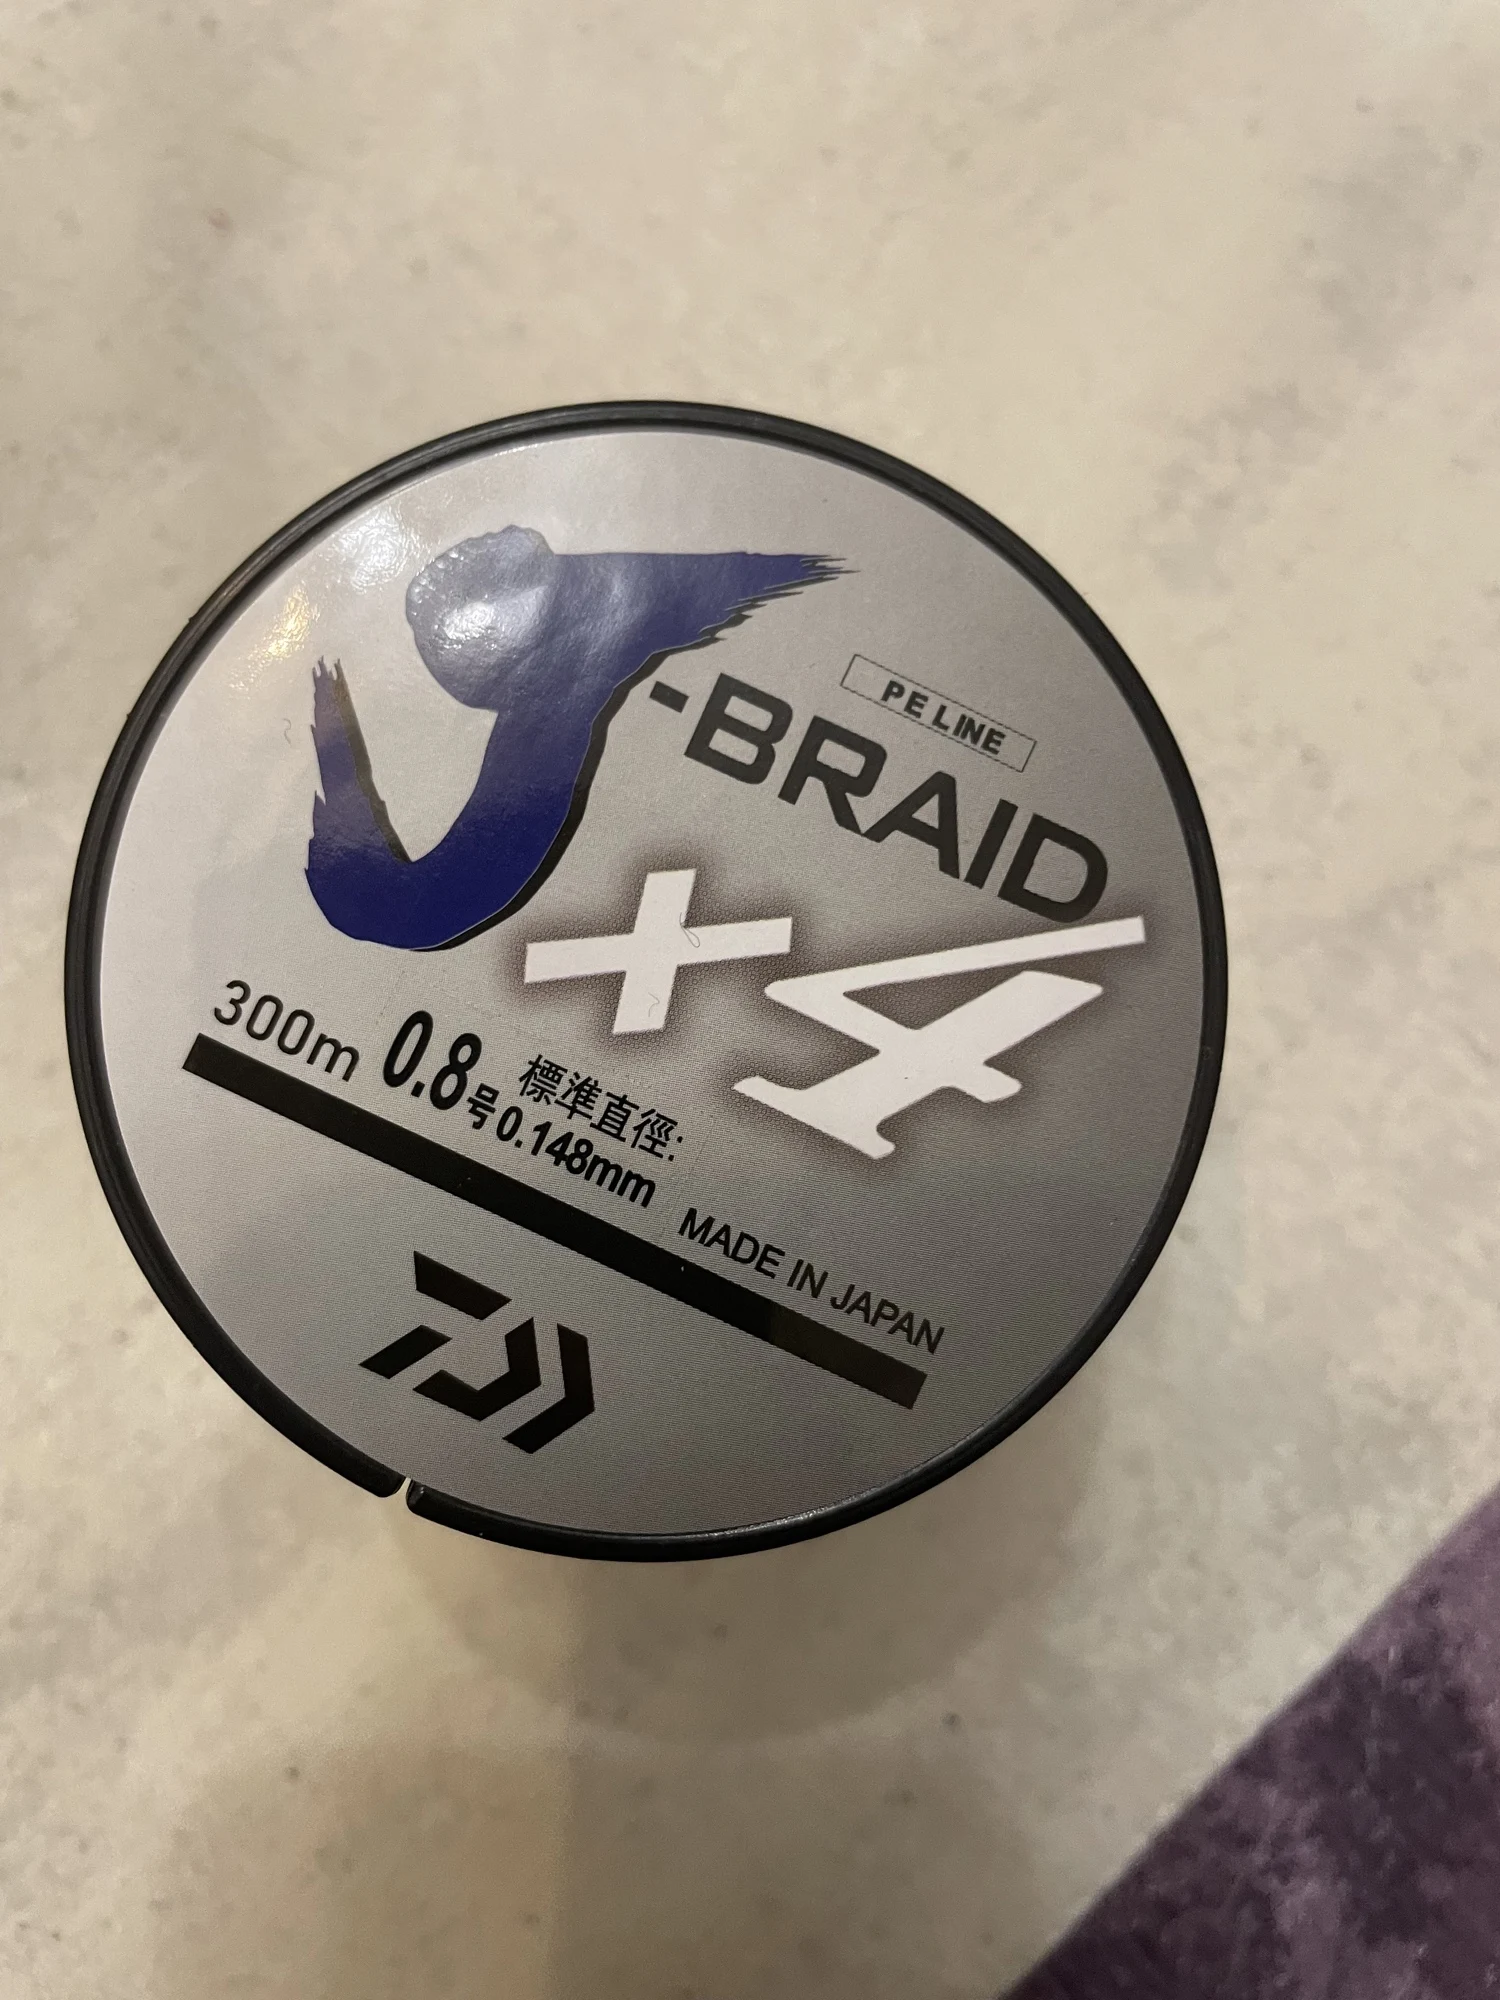 PE LINE
J-BRAID
+4
300m 0.8号 標準直徑:
0.148mm
MADE IN JAPAN